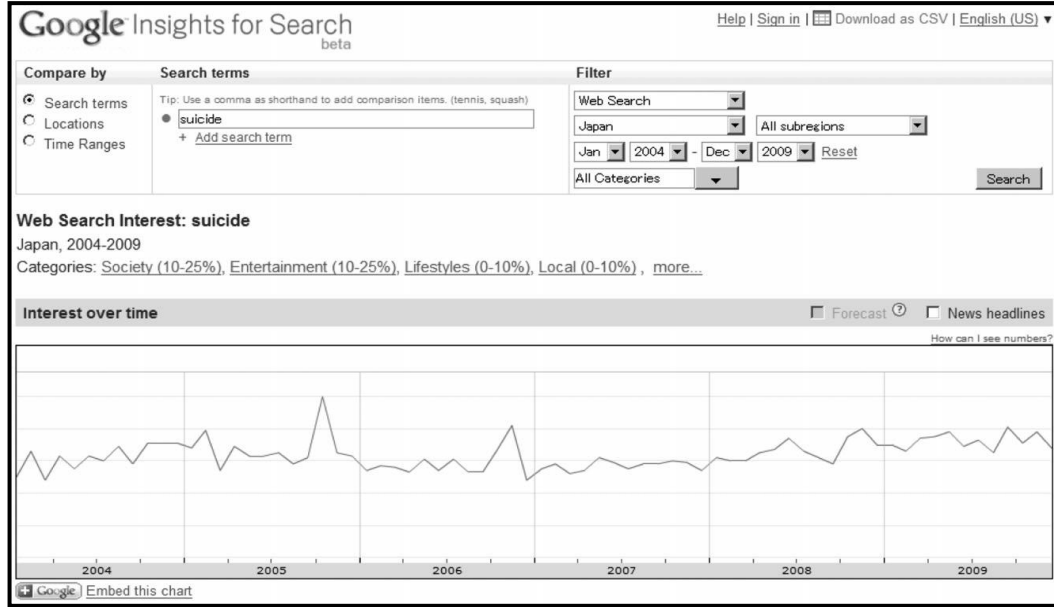 Google Insights for Search
beta
Help | Sign in | Download as CSV | English (US) ▼
Compare by
Search terms
Filter
Search terms
Locations
Time Ranges
Tip: Use a comma as shorthand to add comparison items. (tennis, squash)
suicide
+ Add search term
Web Search
Japan
All subregions
Jan 2004 - Dec 2009 Reset
All Categories
Search
Web Search Interest: suicide
Japan, 2004-2009
Categories: Society (10-25%), Entertainment (10-25%), Lifestyles (0-10%), Local (0-10%) , more...
Interest over time
Forecast ?
News headlines
How can I see numbers?
2004 2005 2006 2007 2008 2009
+ Google Embed this chart